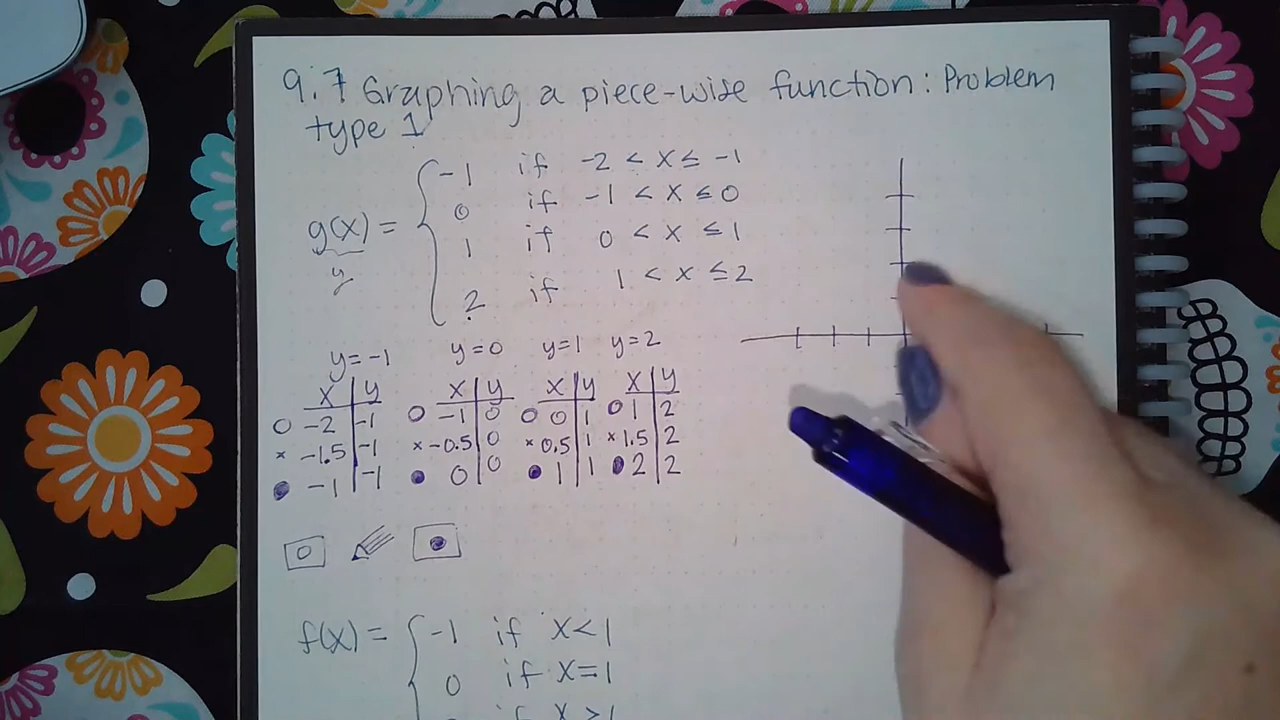 9.7 Graphing a piece-wise function: Problem
type 1
g(x) = { -1 if -2 < x ≤ -1
0 if -1 < x ≤ 0
1 if 0 < x ≤ 1
2 if 1 < x ≤ 2
y
y=-1 y=0 y=1 y=2
x y x y x y x y
-2 -1 -1 0 0 1 1 2
-1.5 -1 -0.5 0 0.5 1 1.5 2
-1 -1 0 0 1 1 2 2
f(x) = { -1 if x<1
0 if x=1
if x>1